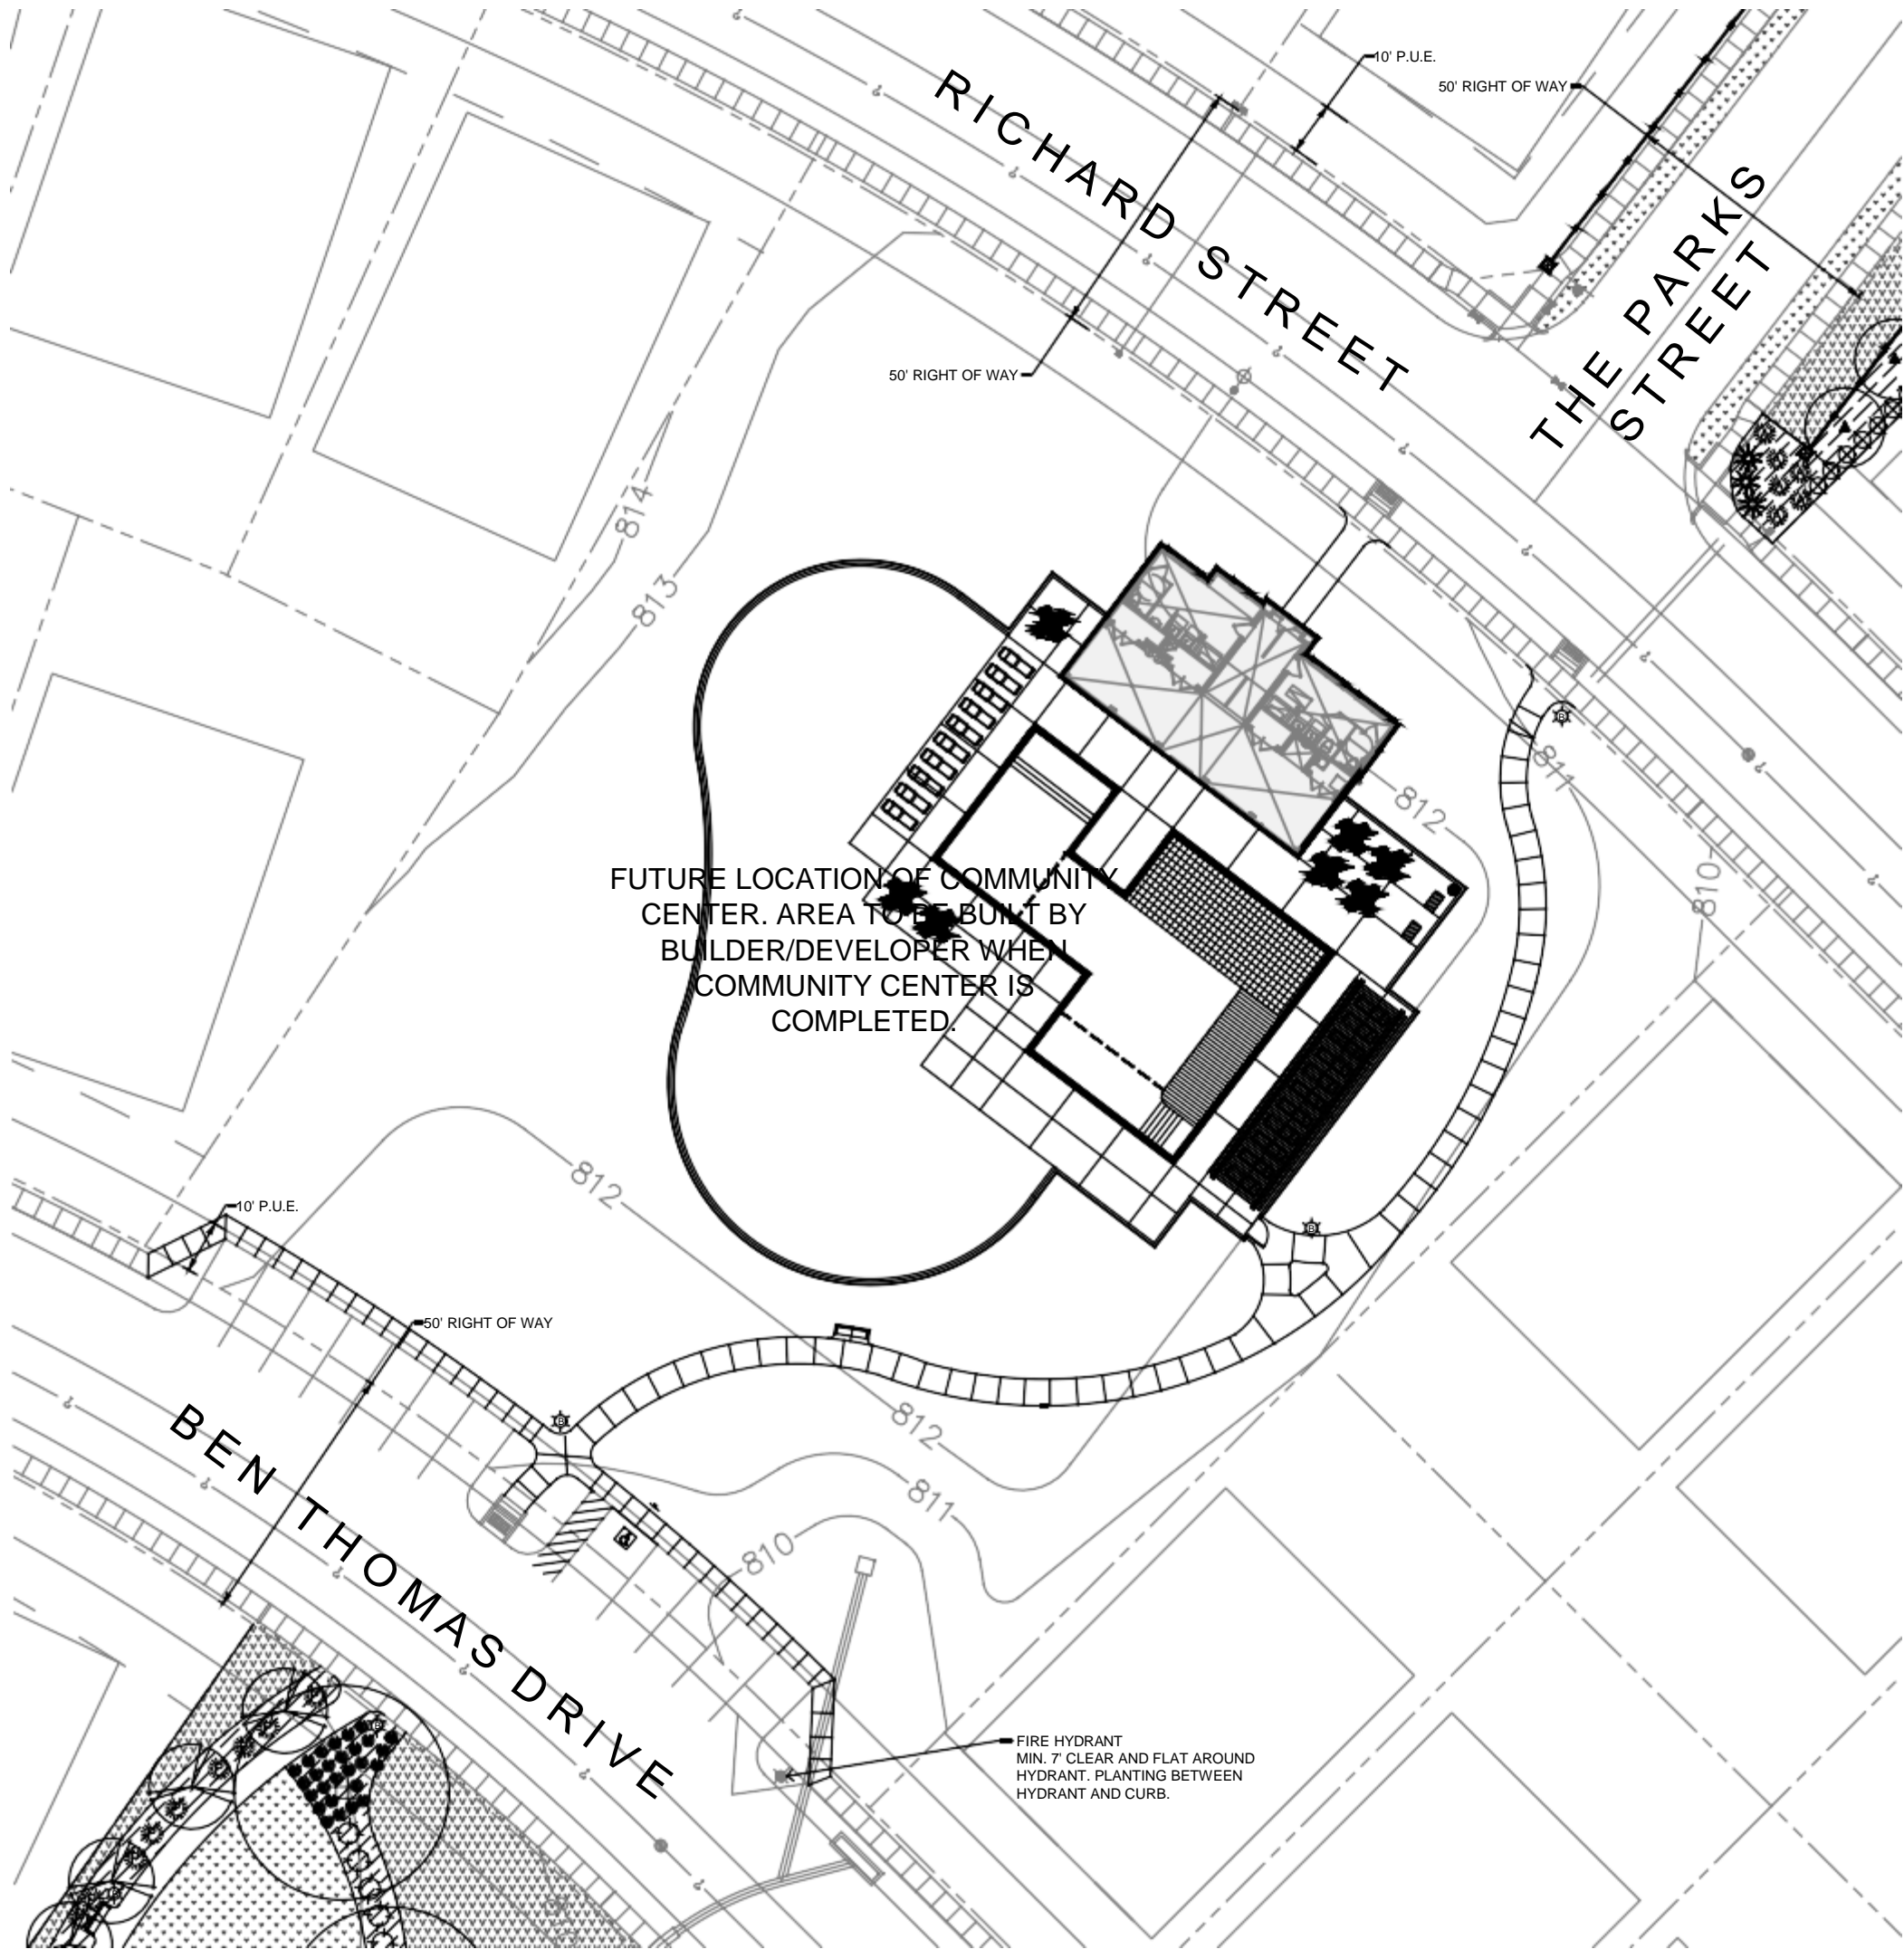 10' P.U.E.
50' RIGHT OF WAY
RICHARD STREET
THE PARKS
STREET
50' RIGHT OF WAY
814
813
811
812
810
FUTURE LOCATION OF COMMUNITY
CENTER. AREA TO BE BUILT BY
BUILDER/DEVELOPER WHEN
COMMUNITY CENTER IS
COMPLETED.
812
10' P.U.E.
50' RIGHT OF WAY
812
811
810
BEN THOMAS DRIVE
FIRE HYDRANT
MIN. 7' CLEAR AND FLAT AROUND
HYDRANT. PLANTING BETWEEN
HYDRANT AND CURB.